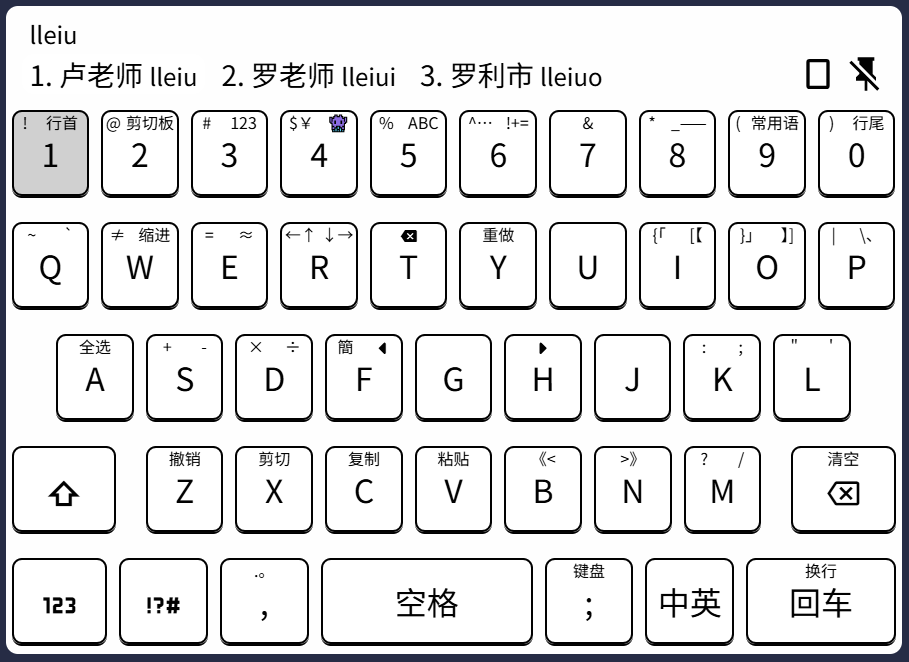 lleiu
1. 卢老师 lleiu 2. 罗老师 lleiui 3. 罗利市 lleiuo
! 行首 @ 剪切板 # 123 $¥ % ABC ^… !+= & * _—— ( 常用语 ) 行尾
1 2 3 4 5 6 7 8 9 0
~ ` ≠ 缩进 = ≈ ←↑ ↓→ 重做 {「 [【 }」 】] | \、
Q W E R T Y U I O P
全选 + - × ÷ 簡 : ; " '
A S D F G H J K L
撤销 剪切 复制 粘贴 《< >》 ? / 清空
Z X C V B N M
.。 键盘 换行
123 !?# , 空格 ; 中英 回车